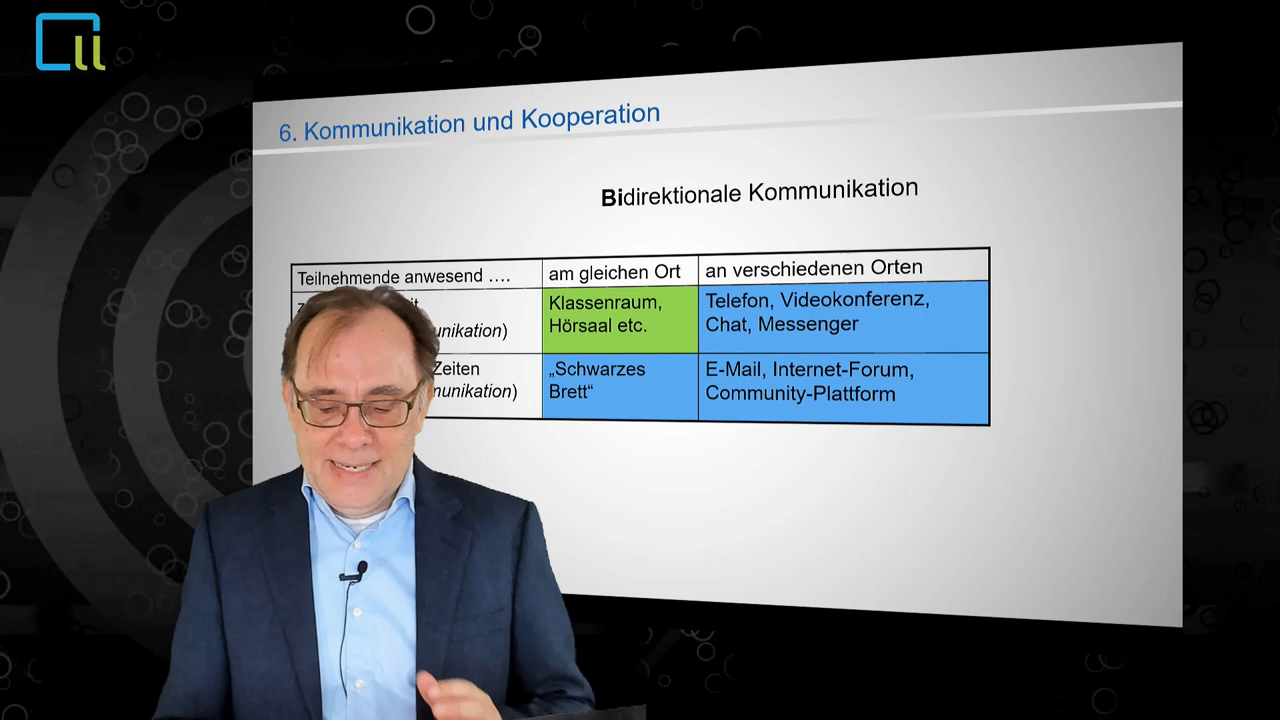 6. Kommunikation und Kooperation
Bidirektionale Kommunikation
Teilnehmende anwesend ….
am gleichen Ort
an verschiedenen Orten
unikation)
Klassenraum,
Hörsaal etc.
Telefon, Videokonferenz,
Chat, Messenger
Zeiten
munikation)
„Schwarzes
Brett“
E-Mail, Internet-Forum,
Community-Plattform